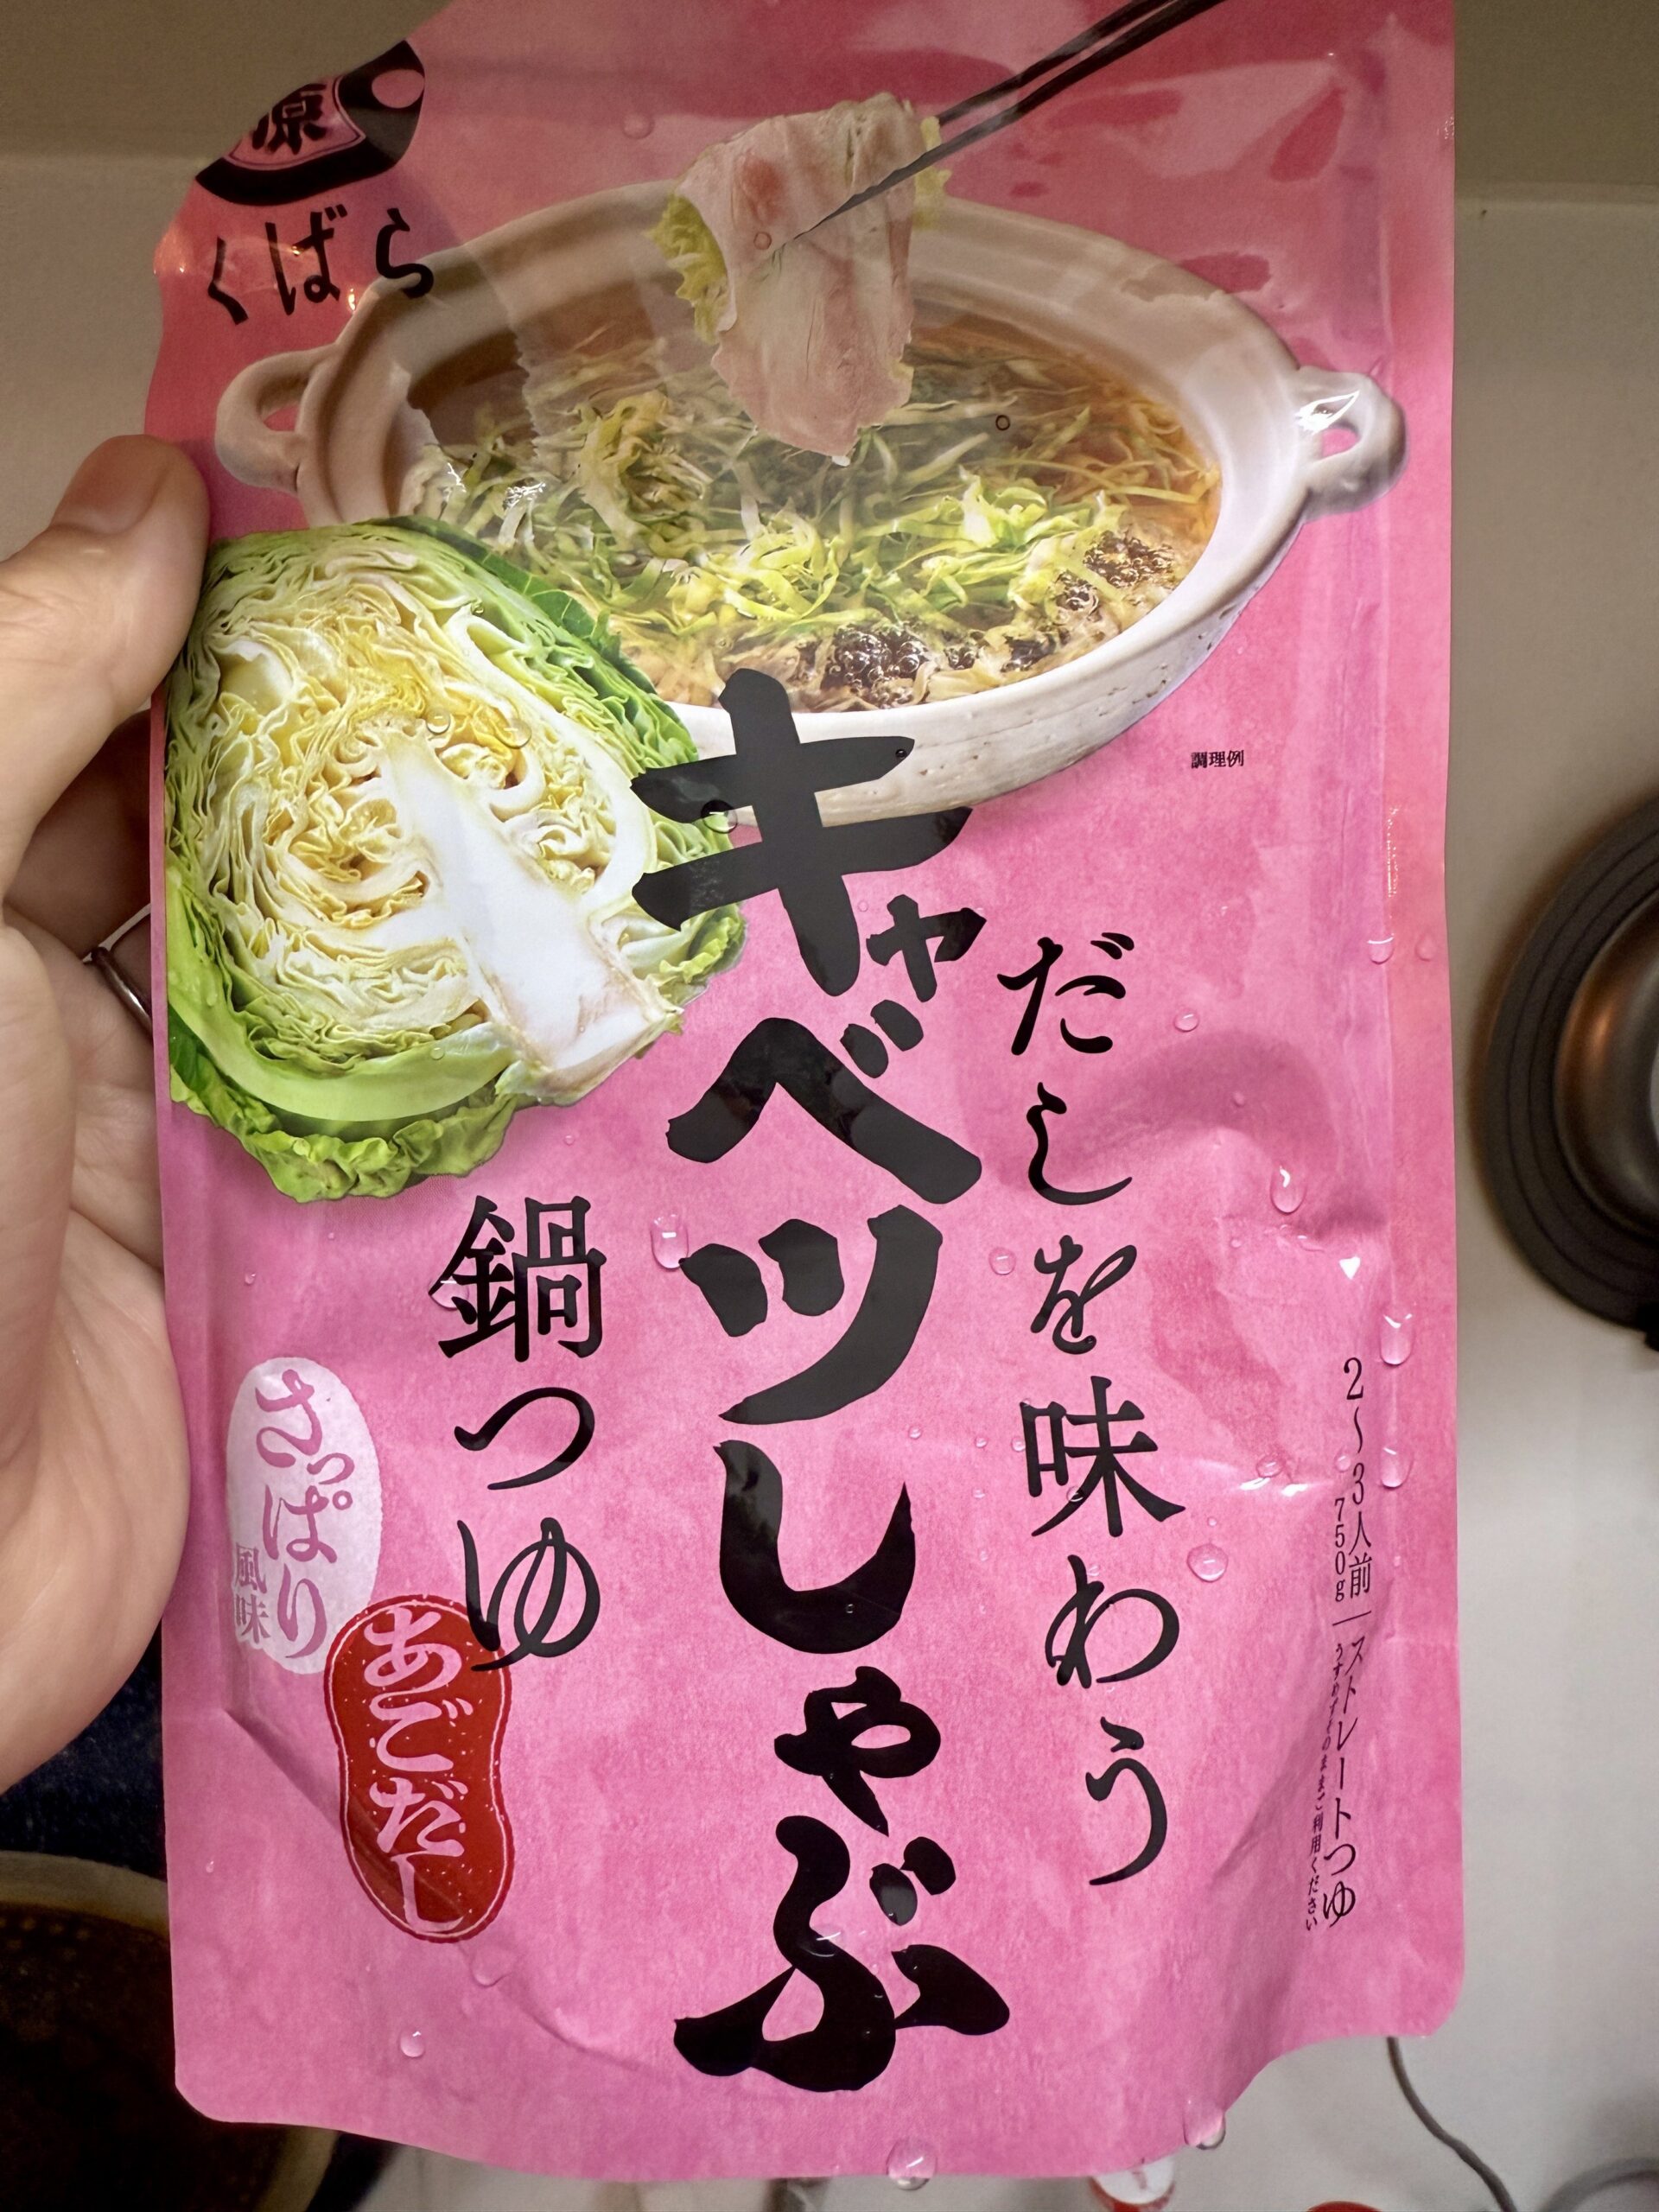 原
くばら
調理例
だしを味わう
キャベツしゃぶ
鍋つゆ
さっぱり
風味
あごだし
2〜3人前
750g
ストレートつゆ
うすめずそのままご利用ください